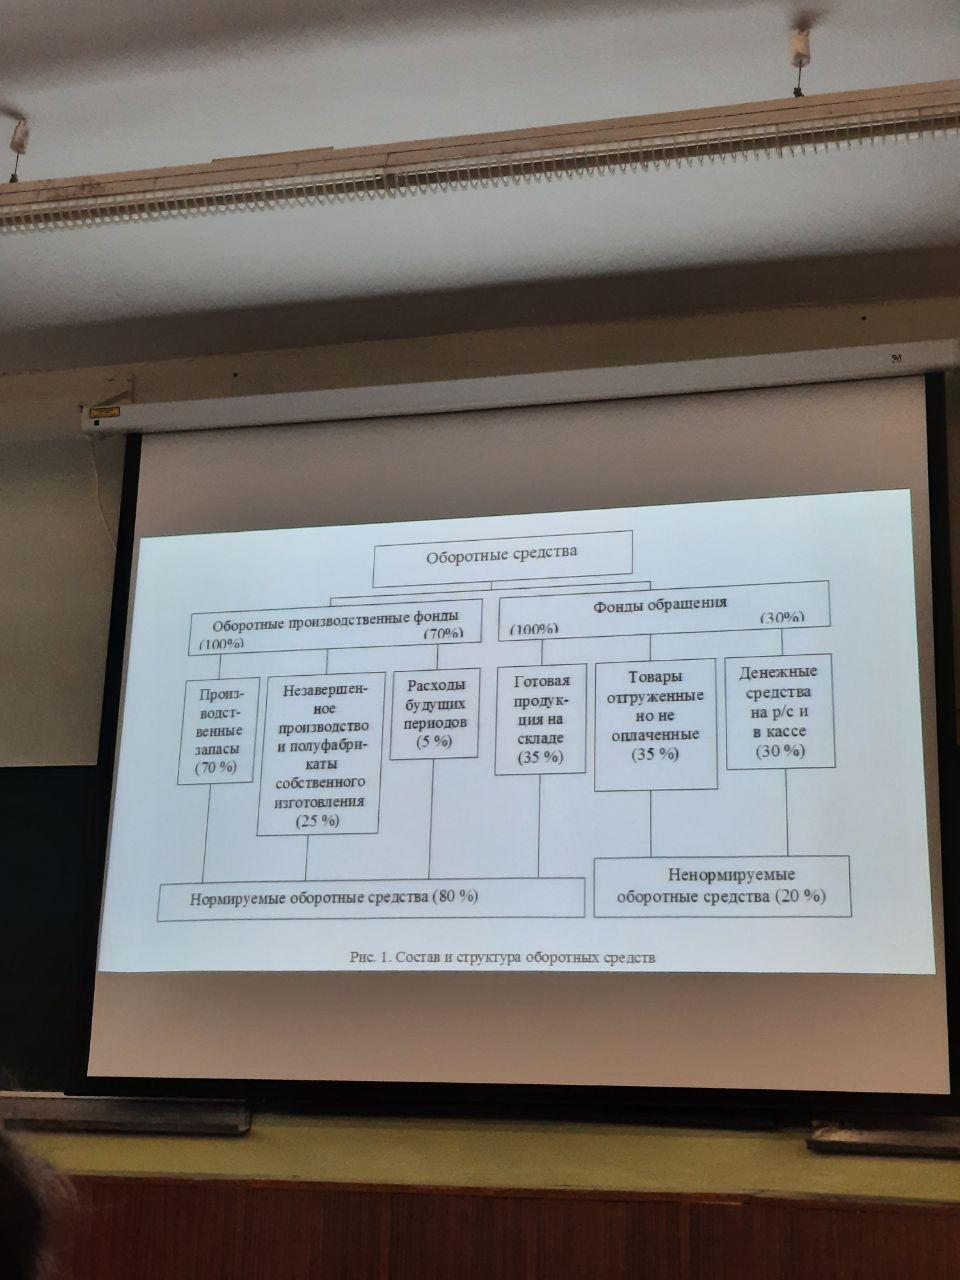 Оборотные средства
Оборотные производственные фонды
(100%) (70%)
Фонды обращения
(100%) (30%)
Произ-
водст-
венные
запасы
(70 %)
Незавершен-
ное
производство
и полуфабри-
каты
собственного
изготовления
(25 %)
Расходы
будущих
периодов
(5 %)
Готовая
продук-
ция на
складе
(35 %)
Товары
отгруженные
но не
оплаченные
(35 %)
Денежные
средства
на р/с и
в кассе
(30 %)
Нормируемые оборотные средства (80 %)
Ненормируемые
оборотные средства (20 %)
Рис. 1. Состав и структура оборотных средств